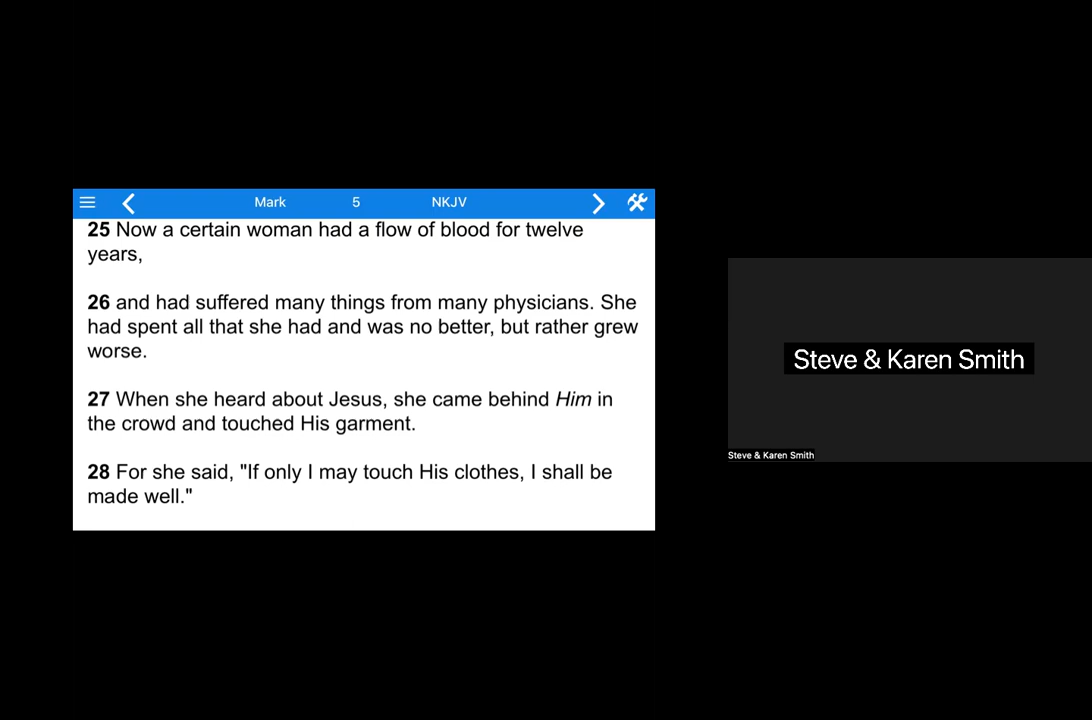 Mark 5 NKJV
25 Now a certain woman had a flow of blood for twelve
years,
26 and had suffered many things from many physicians. She
had spent all that she had and was no better, but rather grew
worse.
27 When she heard about Jesus, she came behind Him in
the crowd and touched His garment.
28 For she said, "If only I may touch His clothes, I shall be
made well."
Steve & Karen Smith
Steve & Karen Smith